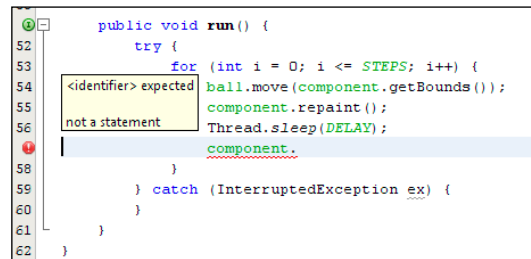 public void run() {
52 try {
53 for (int i = 0; i <= STEPS; i++) {
54 ball.move(component.getBounds());
55 component.repaint();
56 Thread.sleep(DELAY);
component.
<identifier> expected
not a statement
58 }
59 } catch (InterruptedException ex) {
60 }
61 }
62 }